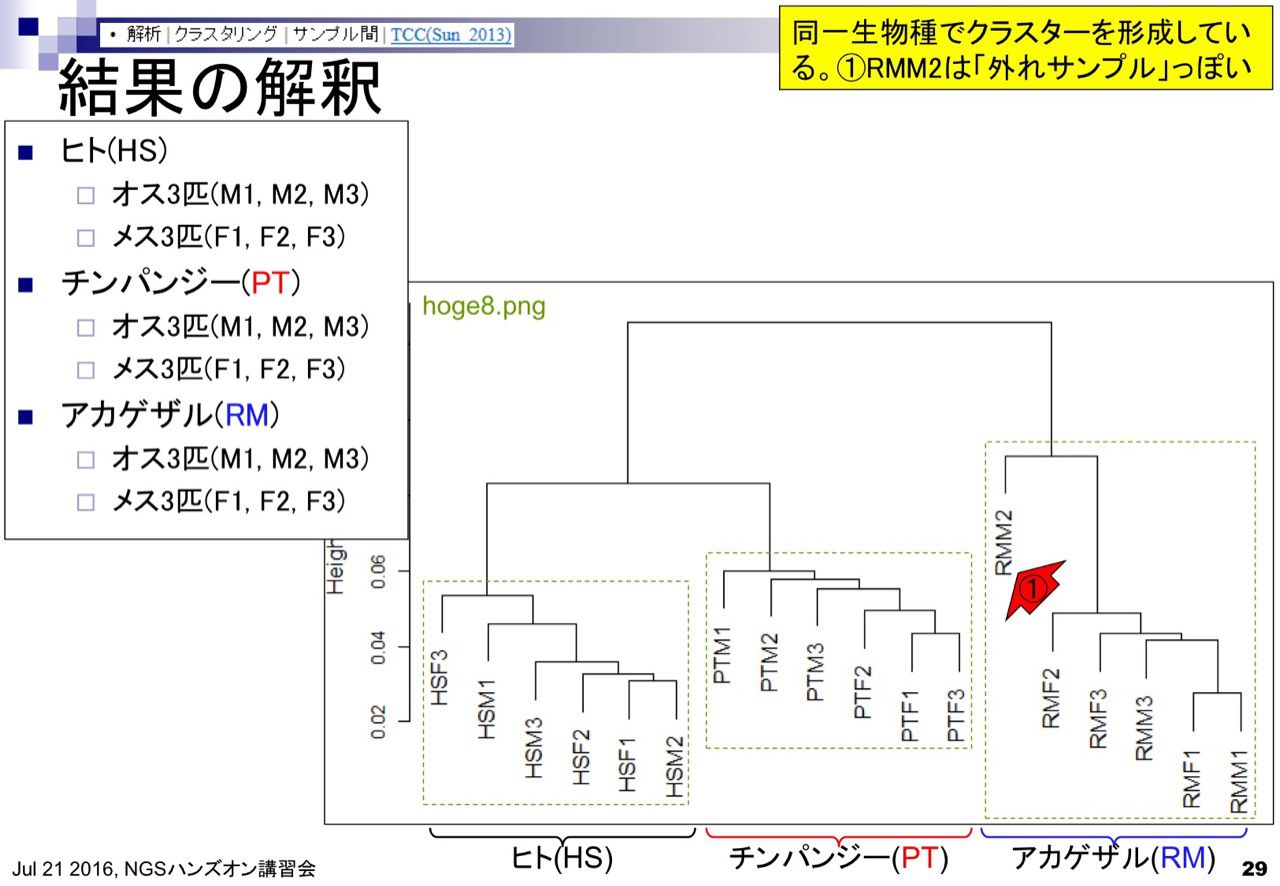 • 解析 | クラスタリング | サンプル間 | TCC(Sun_2013)
結果の解釈
同一生物種でクラスターを形成してい
る。①RMM2は「外れサンプル」っぽい
ヒト(HS)
オス3匹(M1, M2, M3)
メス3匹(F1, F2, F3)
チンパンジー(PT)
オス3匹(M1, M2, M3)
メス3匹(F1, F2, F3)
アカゲザル(RM)
オス3匹(M1, M2, M3)
メス3匹(F1, F2, F3)
hoge8.png
Heigh
0.06
0.04
0.02
HSF3
HSM1
HSM3
HSF2
HSF1
HSM2
PTM1
PTM2
PTM3
PTF2
PTF1
PTF3
RMM2
①
RMF2
RMF3
RMM3
RMF1
RMM1
ヒト(HS)
チンパンジー(PT)
アカゲザル(RM)
Jul 21 2016, NGSハンズオン講習会
29